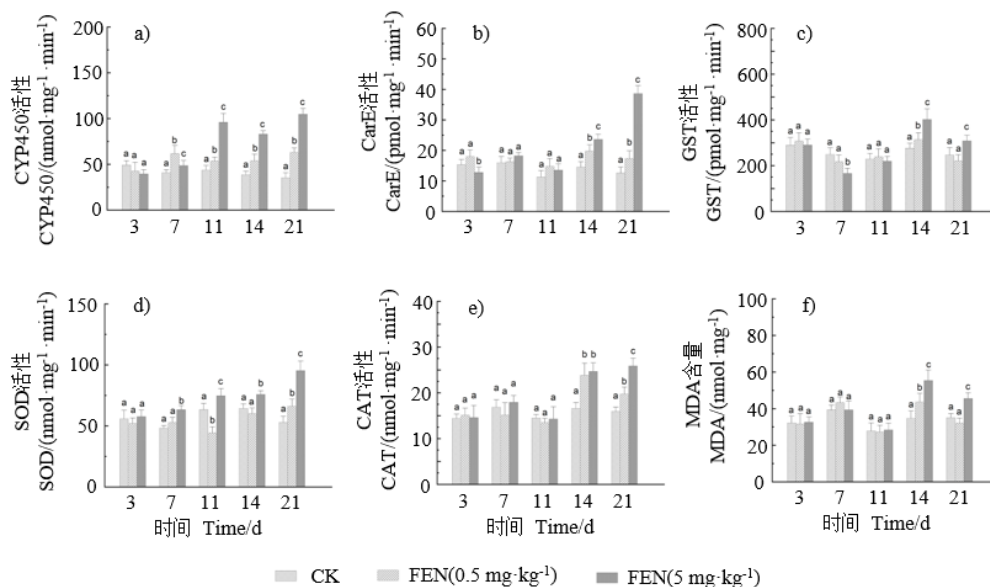 a)
CYP450活性
CYP450/(nmol·mg⁻¹·min⁻¹)
200
150
100
50
0
a a a
a b c
a b c
a b c
a b c
3 7 11 14 21
b)
CarE活性
CarE/(pmol·mg⁻¹·min⁻¹)
60
50
40
30
20
10
0
a a b
a a a
a a a
a b c
a b c
3 7 11 14 21
c)
GST活性
GST/(pmol·mg⁻¹·min⁻¹)
800
600
400
200
0
a a a
a a b
a a a
a b c
a a c
3 7 11 14 21
d)
SOD活性
SOD/(nmol·mg⁻¹·min⁻¹)
150
100
50
0
a a a
a a b
a b c
a a b
a b c
3 7 11 14 21
时间 Time/d
e)
CAT活性
CAT/(nmol·mg⁻¹·min⁻¹)
40
30
20
15
10
0
a a a
a a a
a a a
a b b
a b c
3 7 11 14 21
时间 Time/d
f)
MDA含量
MDA/(nmol·mg⁻¹)
100
80
60
40
20
0
a a a
a a a
a a a
a b c
a a c
3 7 11 14 21
时间 Time/d
CK FEN(0.5 mg·kg⁻¹) FEN(5 mg·kg⁻¹)